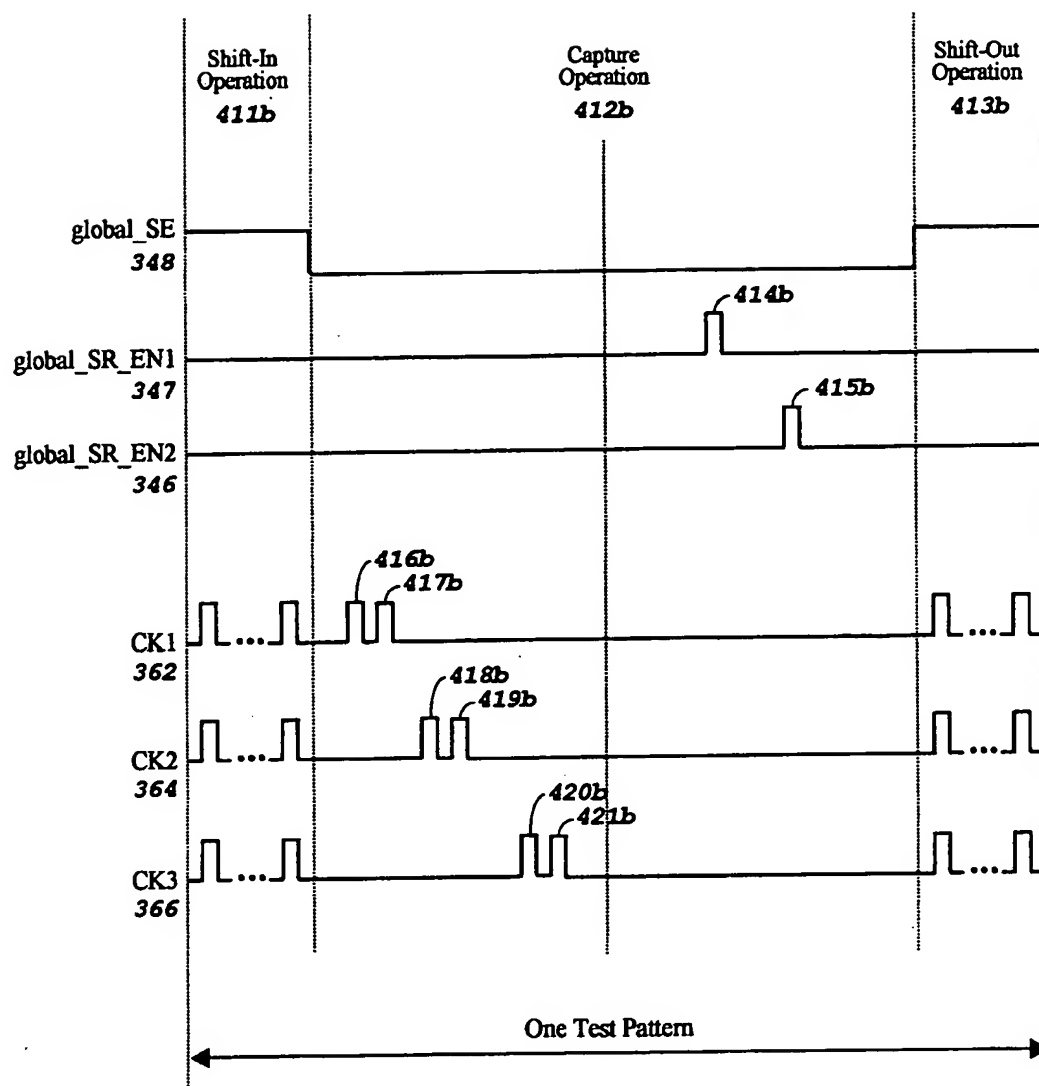 Shift-In
Operation
411b
Capture
Operation
412b
Shift-Out
Operation
413b
global_SE
348
414b
global_SR_EN1
347
415b
global_SR_EN2
346
416b
417b
CK1
...
...
362
418b
419b
CK2
...
...
364
420b
421b
CK3
...
...
366
One Test Pattern